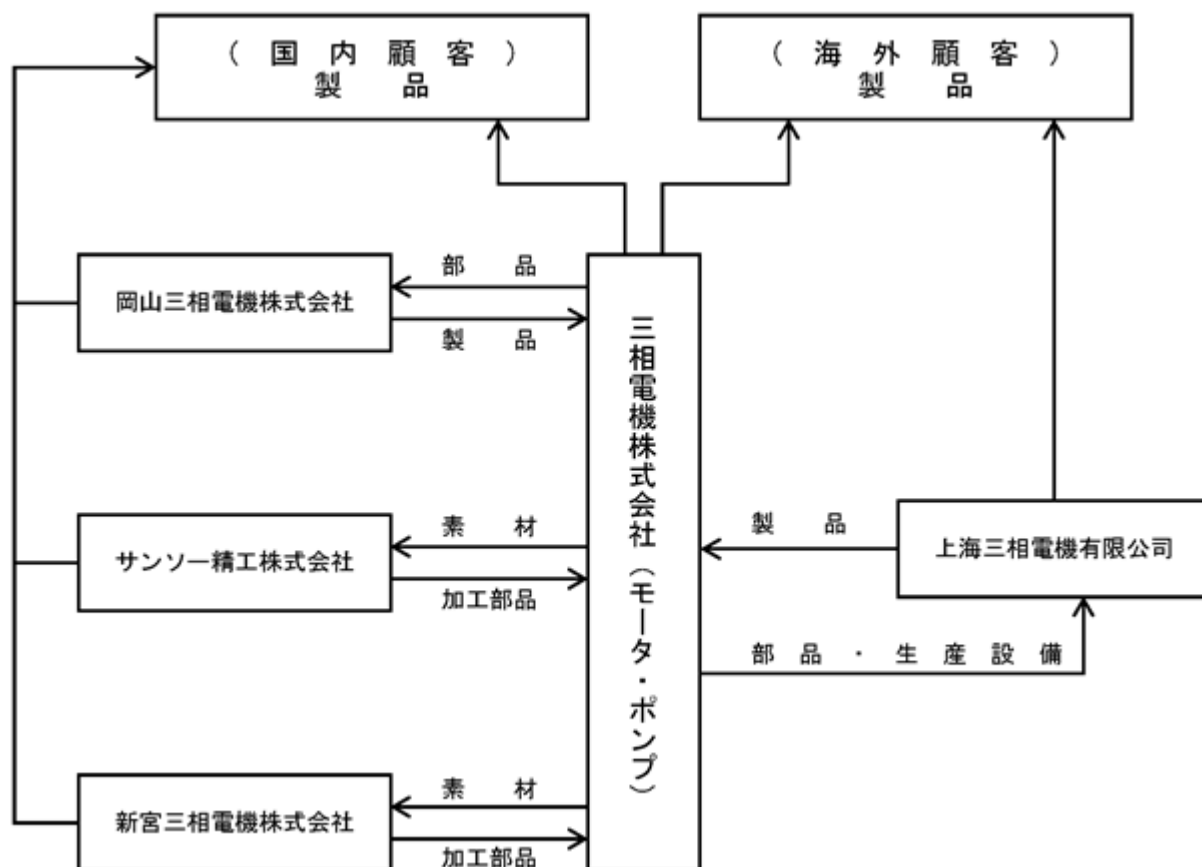 （国内顧客）
製品
（海外顧客）
製品
部品
岡山三相電機株式会社
製品
三相電機株式会社（モータ・ポンプ）
素材
サンソー精工株式会社
加工部品
製品
上海三相電機有限公司
部品・生産設備
素材
新宮三相電機株式会社
加工部品